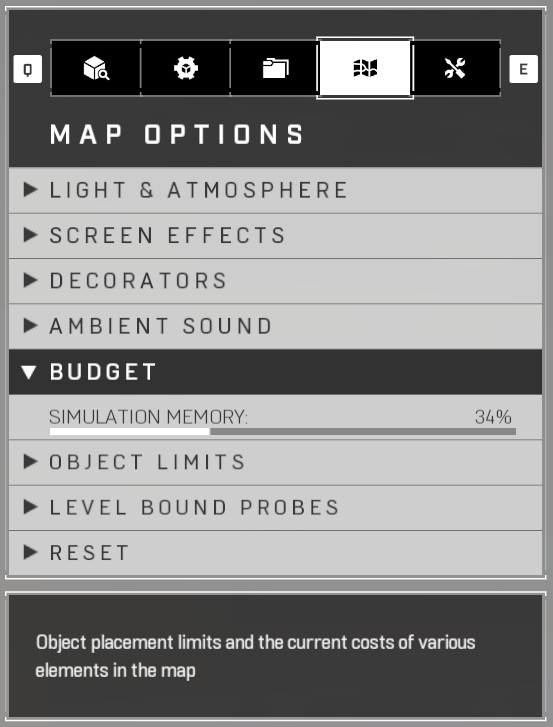 Q E
MAP OPTIONS
LIGHT & ATMOSPHERE
SCREEN EFFECTS
DECORATORS
AMBIENT SOUND
BUDGET
SIMULATION MEMORY: 34%
OBJECT LIMITS
LEVEL BOUND PROBES
RESET
Object placement limits and the current costs of various
elements in the map